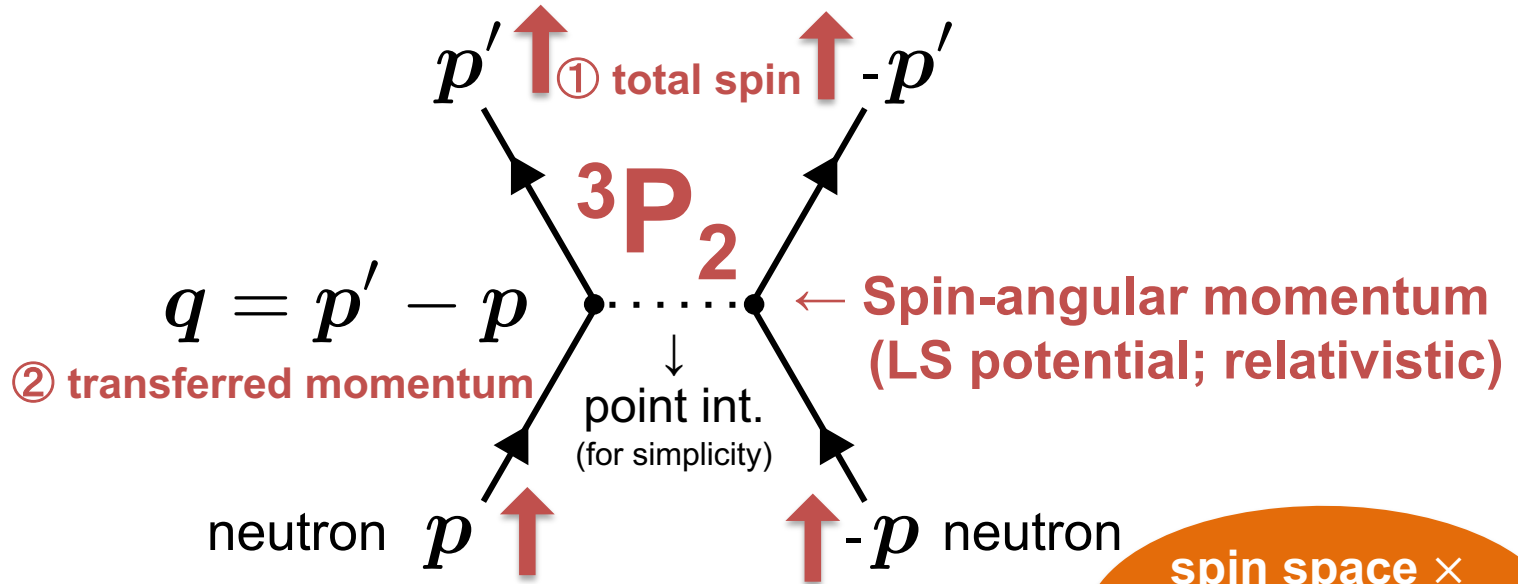 p′ ① total spin -p′
³P₂
q = p′ − p
← Spin-angular momentum
(LS potential; relativistic)
② transferred momentum
↓
point int.
(for simplicity)
neutron p
-p neutron
spin space ×